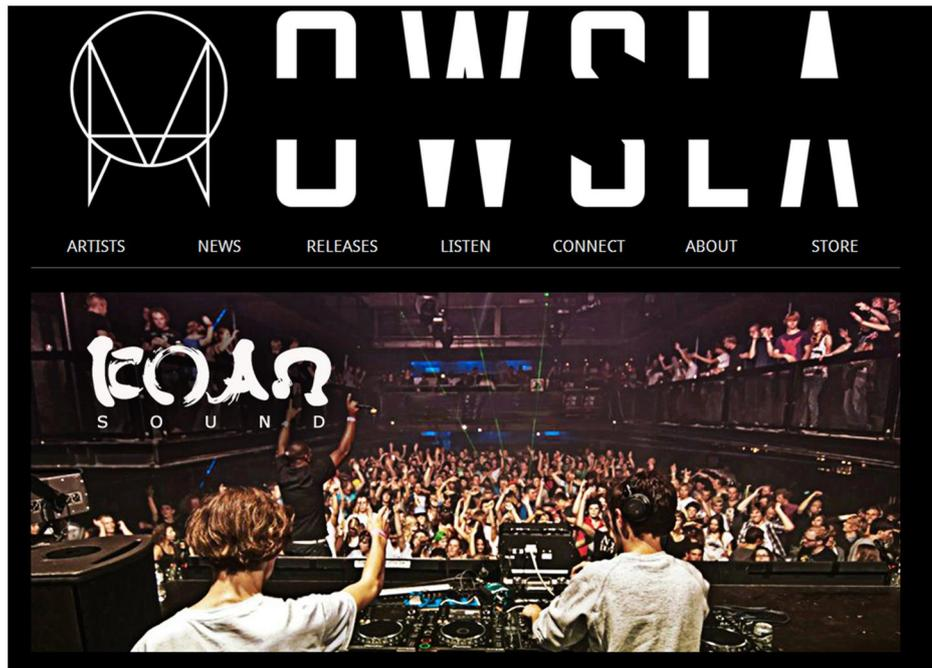 OWSLA
ARTISTS NEWS RELEASES LISTEN CONNECT ABOUT STORE
KOAN
SOUND